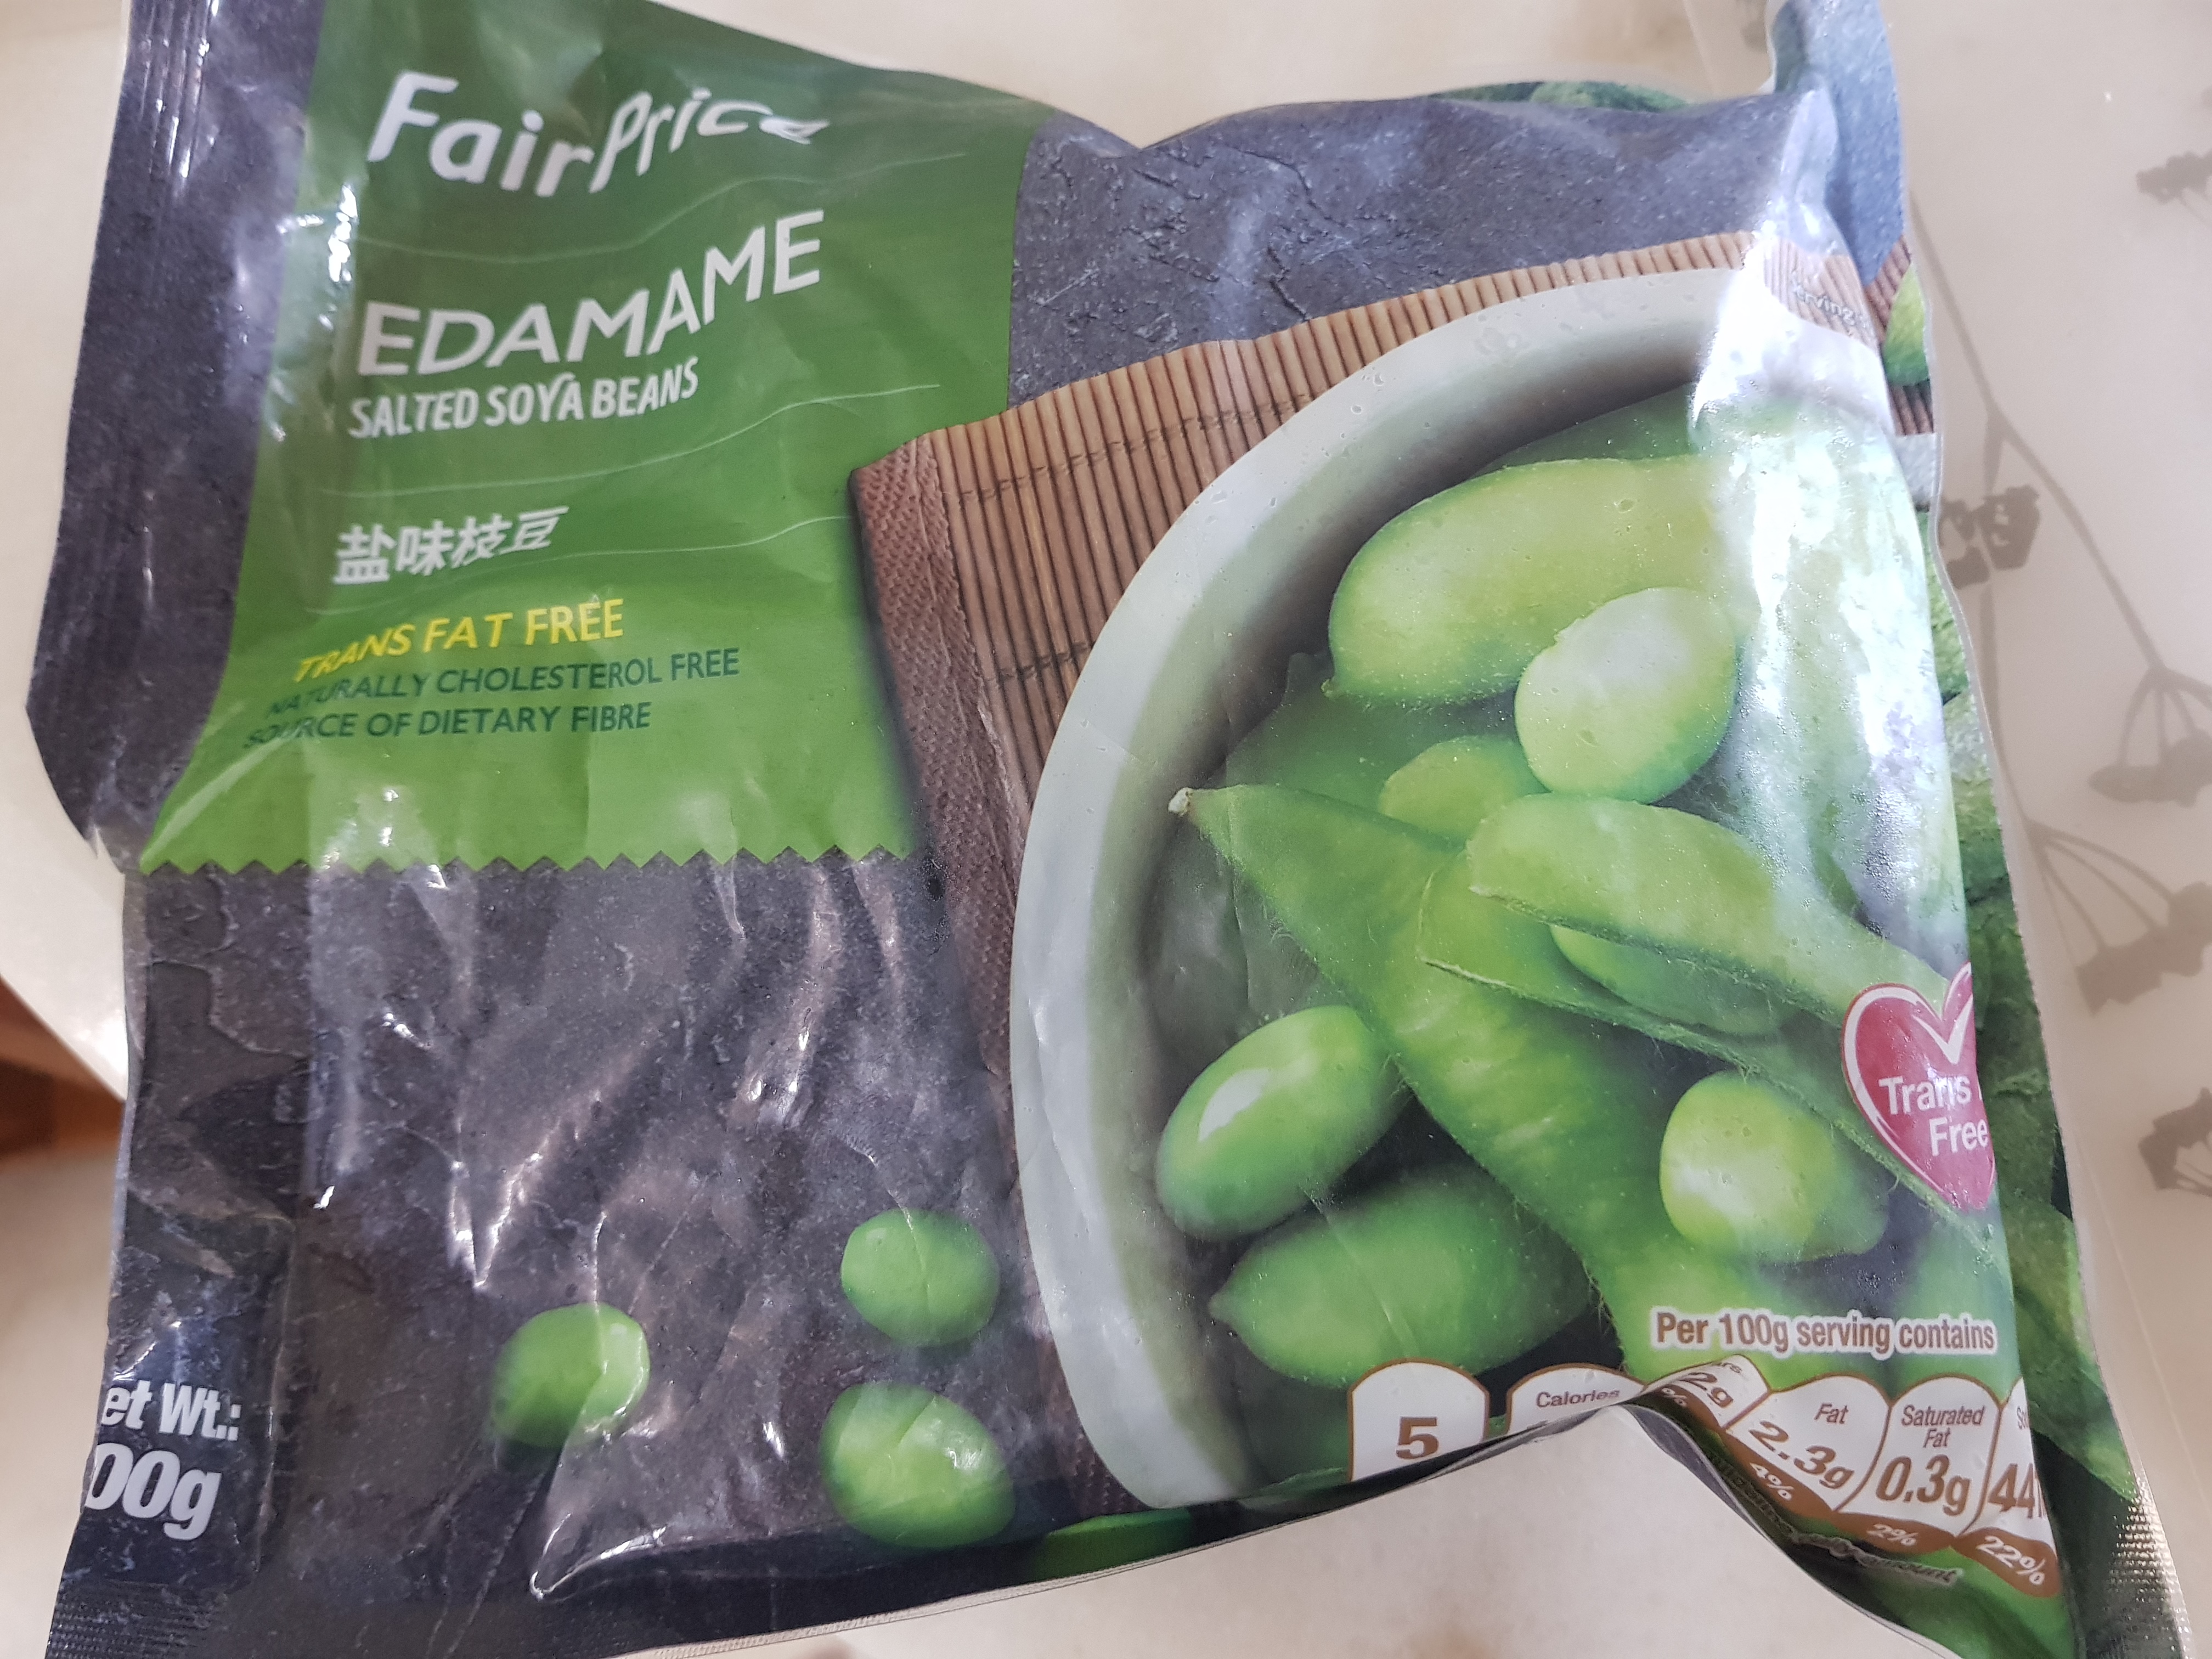 FairPrice
EDAMAME
SALTED SOYA BEANS
盐味枝豆
TRANS FAT FREE
NATURALLY CHOLESTEROL FREE
SOURCE OF DIETARY FIBRE
et Wt.:
00g
Trans
Free
Per 100g serving contains
5
Calories
2g
Fat
2.3g
4%
Saturated
Fat
0.3g
2%
44
22%